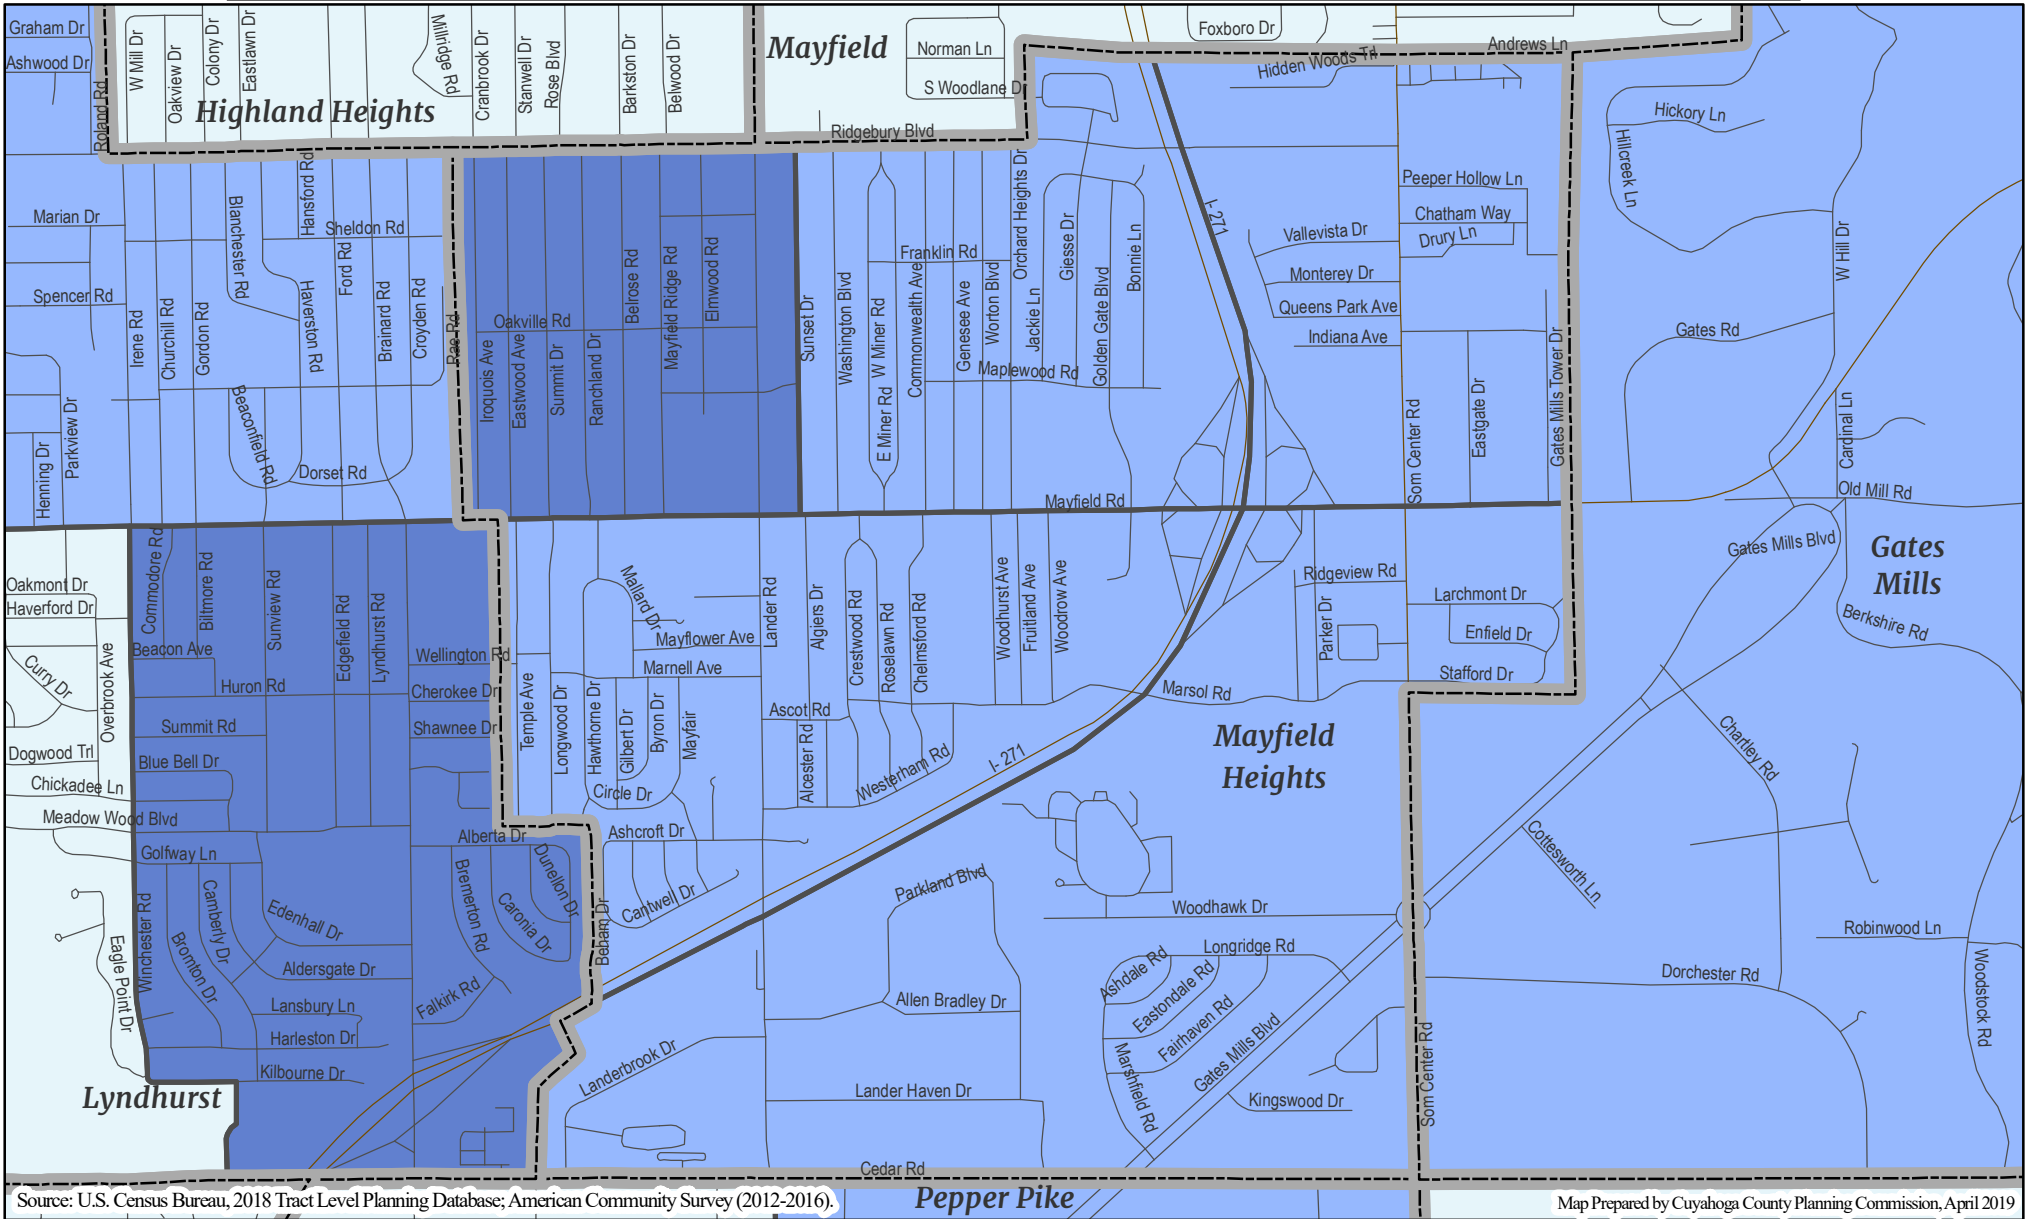 Graham Dr
Ashwood Dr
Roland Rd
W Mill Dr
Oakview Dr
Colony Dr
Eastlawn Dr
Highland Heights
Millridge Rd
Cranbrook Dr
Stanwell Dr
Rose Blvd
Barkston Dr
Belwood Dr
Mayfield
Norman Ln
S Woodlane Dr
Ridgebury Blvd
Foxboro Dr
Hidden Woods Trl
Andrews Ln
Hickory Ln
Hillcreek Ln
Marian Dr
Spencer Rd
Irene Rd
Churchill Rd
Gordon Rd
Blanchester Rd
Hansford Rd
Sheldon Rd
Ford Rd
Haverston Rd
Brainard Rd
Croyden Rd
Rae Rd
Beaconfield Rd
Dorset Rd
Henning Dr
Parkview Dr
Oakville Rd
Iroquois Ave
Eastwood Ave
Summit Dr
Ranchland Dr
Belrose Rd
Mayfield Ridge Rd
Elmwood Rd
Sunset Dr
Washington Blvd
W Miner Rd
E Miner Rd
Franklin Rd
Commonwealth Ave
Genesee Ave
Worton Blvd
Orchard Heights Dr
Jackie Ln
Giesse Dr
Golden Gate Blvd
Bonnie Ln
Maplewood Rd
Mayfield Rd
I- 271
Vallevista Dr
Monterey Dr
Queens Park Ave
Indiana Ave
Peeper Hollow Ln
Chatham Way
Drury Ln
Som Center Rd
Eastgate Dr
Gates Mills Tower Dr
W Hill Dr
Gates Rd
Cardinal Ln
Old Mill Rd
Gates Mills Blvd
Gates
Mills
Berkshire Rd
Oakmont Dr
Haverford Dr
Curry Dr
Overbrook Ave
Dogwood Trl
Chickadee Ln
Meadow Wood Blvd
Commodore Rd
Biltmore Rd
Sunview Rd
Edgefield Rd
Lyndhurst Rd
Beacon Ave
Huron Rd
Summit Rd
Blue Bell Dr
Wellington Rd
Cherokee Dr
Shawnee Dr
Temple Ave
Longwood Dr
Hawthorne Dr
Gilbert Dr
Byron Dr
Mayfair
Mallard Dr
Mayflower Ave
Marnell Ave
Circle Dr
Lander Rd
Algiers Dr
Crestwood Rd
Roselawn Rd
Chelmsford Rd
Woodhurst Ave
Fruitland Ave
Woodrow Ave
Ascot Rd
Alcester Rd
Westerham Rd
I- 271
Marsol Rd
Ridgeview Rd
Parker Dr
Larchmont Dr
Enfield Dr
Stafford Dr
Mayfield
Heights
Chartley Rd
Cottesworth Ln
Robinwood Ln
Dorchester Rd
Woodstock Rd
Golfway Ln
Alberta Dr
Ashcroft Dr
Cantwell Dr
Beham Dr
Dunellon Dr
Caronia Dr
Bremerton Rd
Falkirk Rd
Winchester Rd
Bromton Dr
Camberly Dr
Edenhall Dr
Aldersgate Dr
Lansbury Ln
Harleston Dr
Kilbourne Dr
Eagle Point Dr
Lyndhurst
Parkland Blvd
Allen Bradley Dr
Landerbrook Dr
Lander Haven Dr
Woodhawk Dr
Longridge Rd
Ashdale Rd
Eastondale Rd
Fairhaven Rd
Marshfield Rd
Gates Mills Blvd
Kingswood Dr
Som Center Rd
Cedar Rd
Pepper Pike
Source: U.S. Census Bureau, 2018 Tract Level Planning Database; American Community Survey (2012-2016).
Map Prepared by Cuyahoga County Planning Commission, April 2019